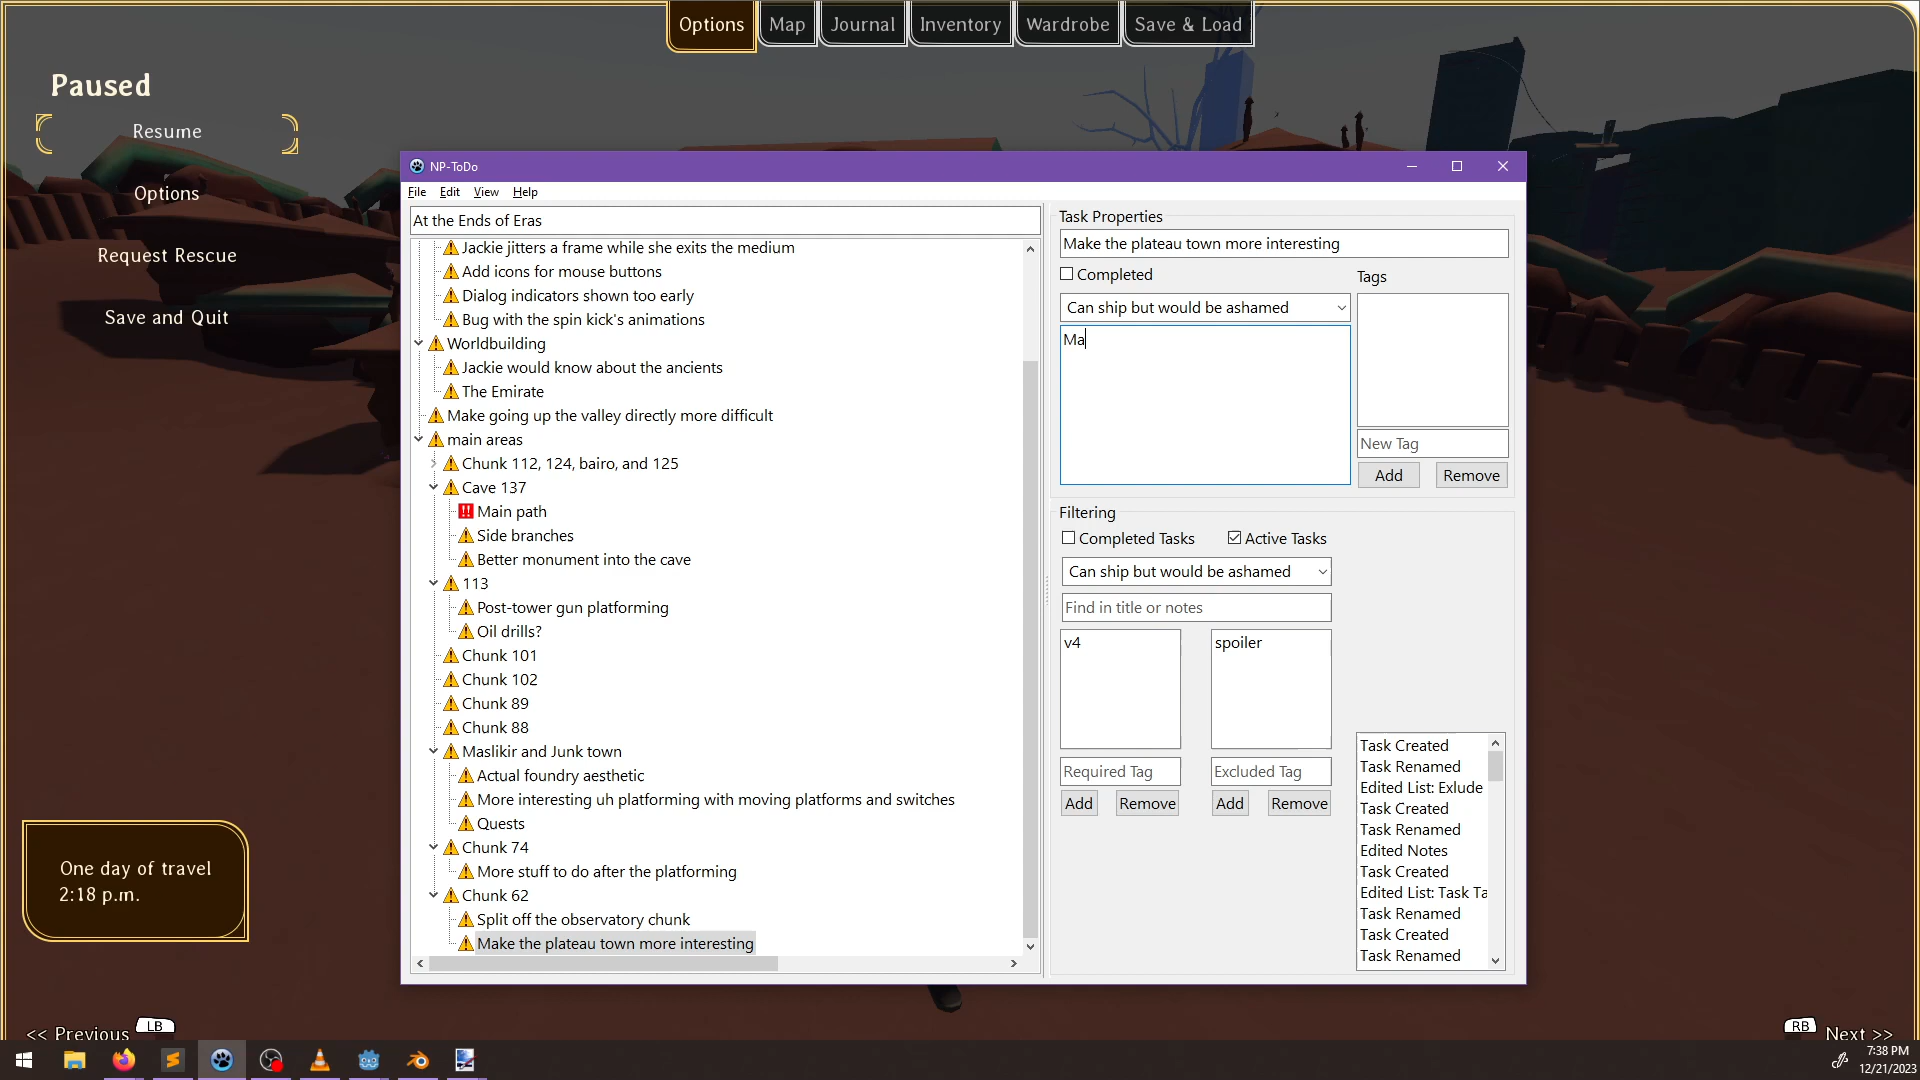 Options
Map
Journal
Inventory
Wardrobe
Save & Load
Paused
Resume
Options
Request Rescue
Save and Quit
One day of travel
2:18 p.m.
<< Previous LB
RB Next >>
NP-ToDo
File Edit View Help
At the Ends of Eras
Jackie jitters a frame while she exits the medium
Add icons for mouse buttons
Dialog indicators shown too early
Bug with the spin kick's animations
Worldbuilding
Jackie would know about the ancients
The Emirate
Make going up the valley directly more difficult
main areas
Chunk 112, 124, bairo, and 125
Cave 137
Main path
Side branches
Better monument into the cave
113
Post-tower gun platforming
Oil drills?
Chunk 101
Chunk 102
Chunk 89
Chunk 88
Maslikir and Junk town
Actual foundry aesthetic
More interesting uh platforming with moving platforms and switches
Quests
Chunk 74
More stuff to do after the platforming
Chunk 62
Split off the observatory chunk
Make the plateau town more interesting
Task Properties
Make the plateau town more interesting
Completed
Tags
Can ship but would be ashamed
Ma
New Tag
Add Remove
Filtering
Completed Tasks Active Tasks
Can ship but would be ashamed
Find in title or notes
v4
spoiler
Required Tag
Excluded Tag
Add Remove
Add Remove
Task Created
Task Renamed
Edited List: Exlude
Task Created
Task Renamed
Edited Notes
Task Created
Edited List: Task Ta
Task Renamed
Task Created
Task Renamed
7:38 PM
12/21/2023